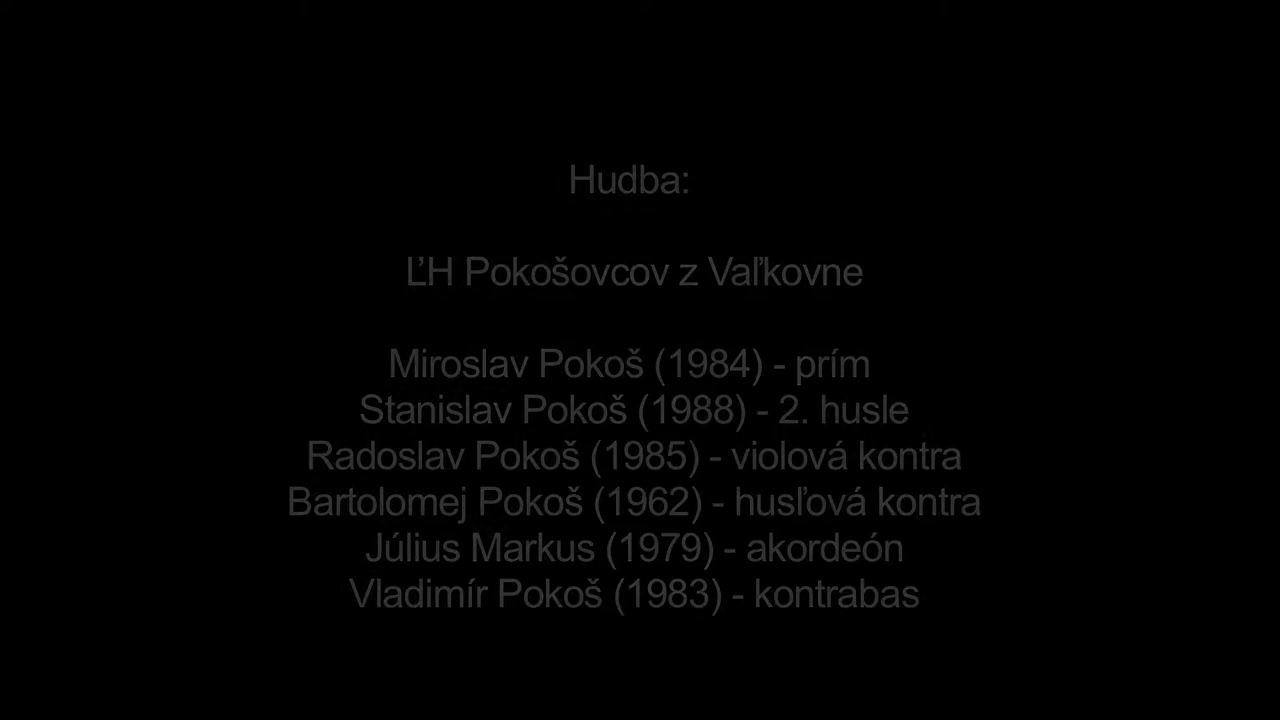 Hudba:
ĽH Pokošovcov z Vaľkovne
Miroslav Pokoš (1984) - prím
Stanislav Pokoš (1988) - 2. husle
Radoslav Pokoš (1985) - violová kontra
Bartolomej Pokoš (1962) - husľová kontra
Július Markus (1979) - akordeón
Vladimír Pokoš (1983) - kontrabas